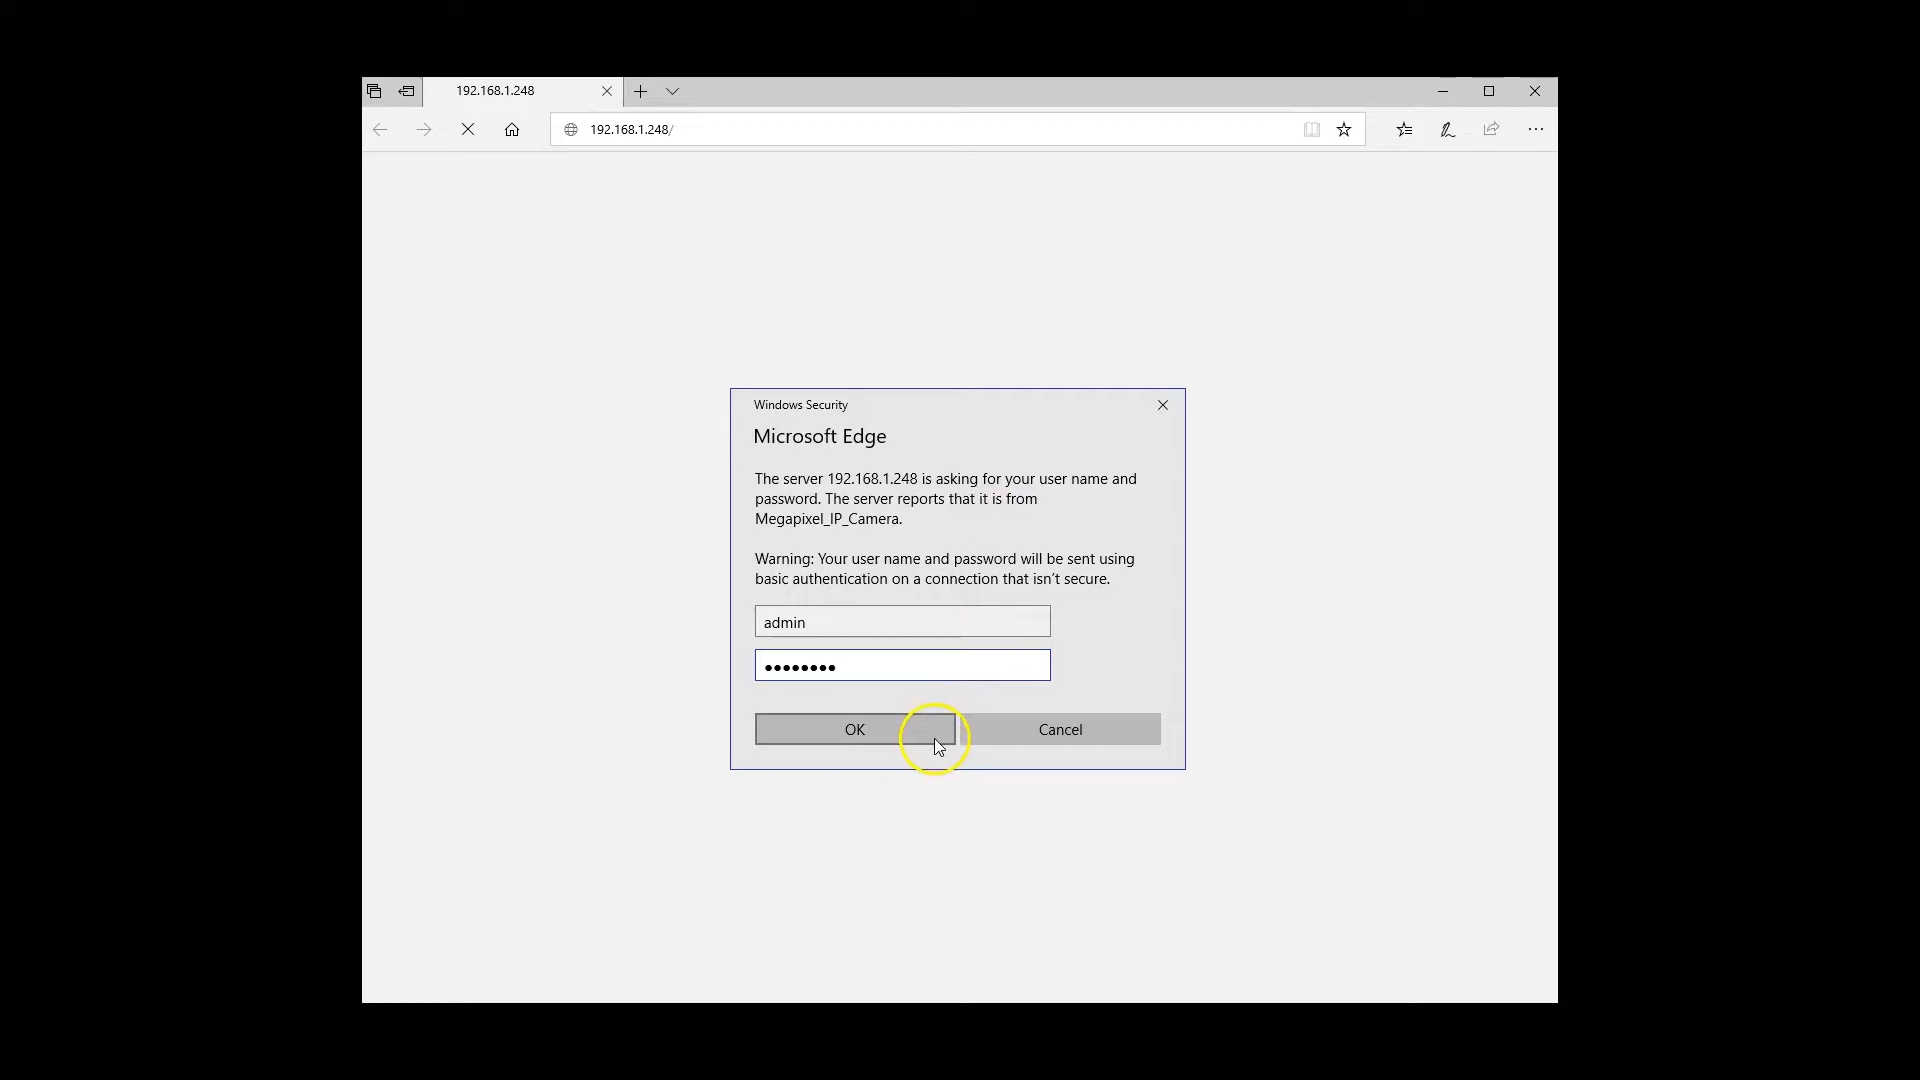 192.168.1.248
192.168.1.248/
Windows Security
Microsoft Edge
The server 192.168.1.248 is asking for your user name and
password. The server reports that it is from
Megapixel_IP_Camera.
Warning: Your user name and password will be sent using
basic authentication on a connection that isn't secure.
admin
●●●●●●●●
OK Cancel